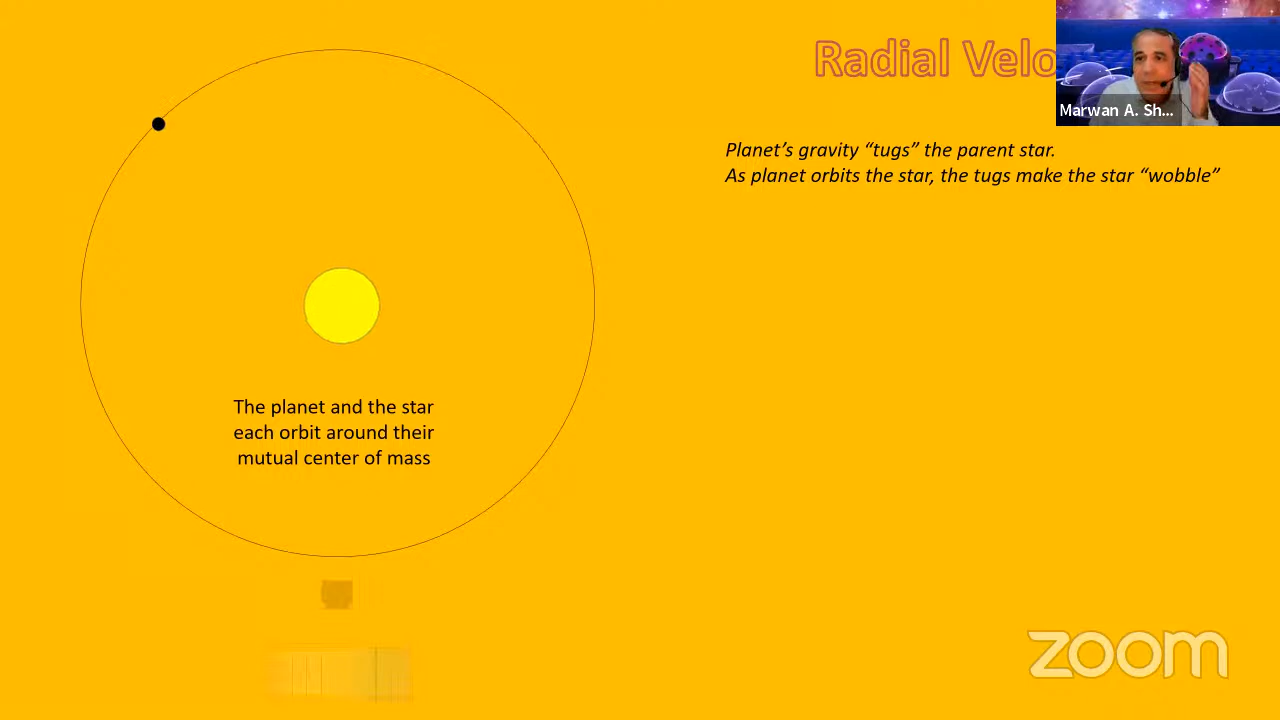 Radial Velo
Marwan A. Sh...
Planet's gravity “tugs” the parent star.
As planet orbits the star, the tugs make the star “wobble”
The planet and the star
each orbit around their
mutual center of mass
zoom